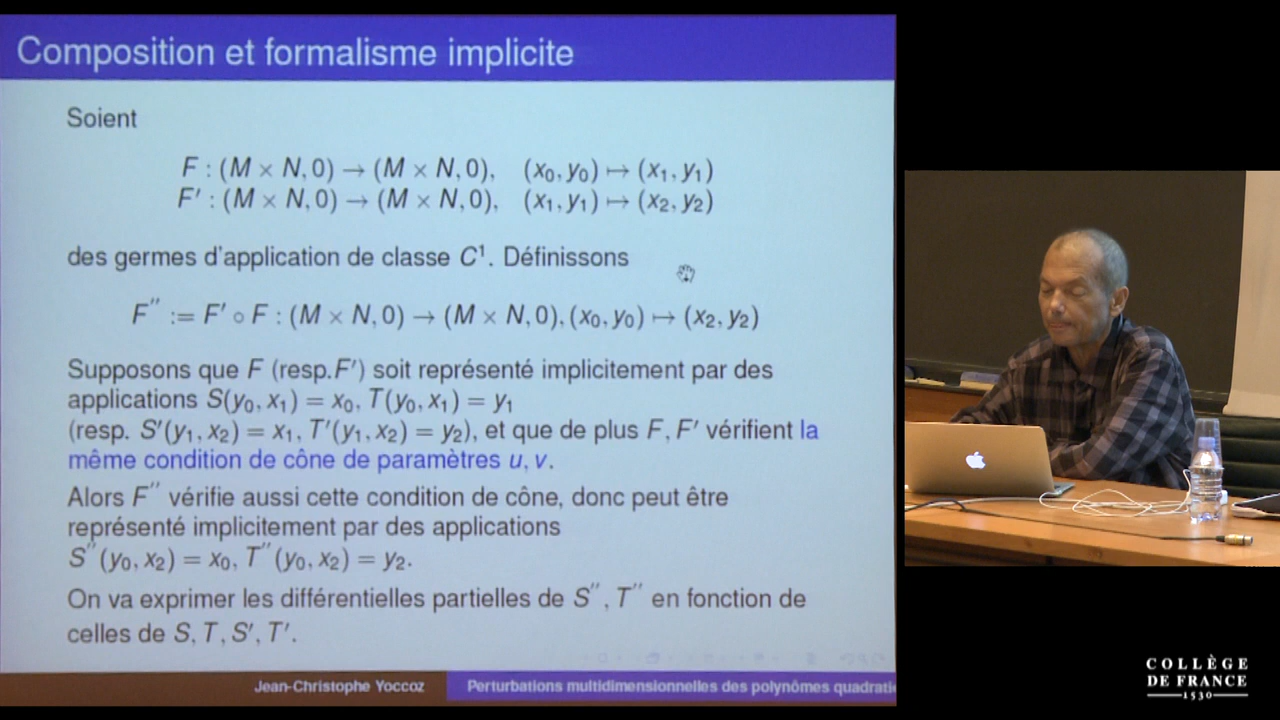 Composition et formalisme implicite
Soient
F : (M × N, 0) → (M × N, 0), (x₀, y₀) ↦ (x₁, y₁)
F′ : (M × N, 0) → (M × N, 0), (x₁, y₁) ↦ (x₂, y₂)
des germes d'application de classe C¹. Définissons
F″ := F′ ∘ F : (M × N, 0) → (M × N, 0), (x₀, y₀) ↦ (x₂, y₂)
Supposons que F (resp.F′) soit représenté implicitement par des
applications S(y₀, x₁) = x₀, T(y₀, x₁) = y₁
(resp. S′(y₁, x₂) = x₁, T′(y₁, x₂) = y₂), et que de plus F, F′ vérifient la
même condition de cône de paramètres u, v.
Alors F″ vérifie aussi cette condition de cône, donc peut être
représenté implicitement par des applications
S″(y₀, x₂) = x₀, T″(y₀, x₂) = y₂.
On va exprimer les différentielles partielles de S″, T″ en fonction de
celles de S, T, S′, T′.
Jean-Christophe Yoccoz
Perturbations multidimensionnelles des polynômes quadrati
COLLÈGE
DE FRANCE
1530